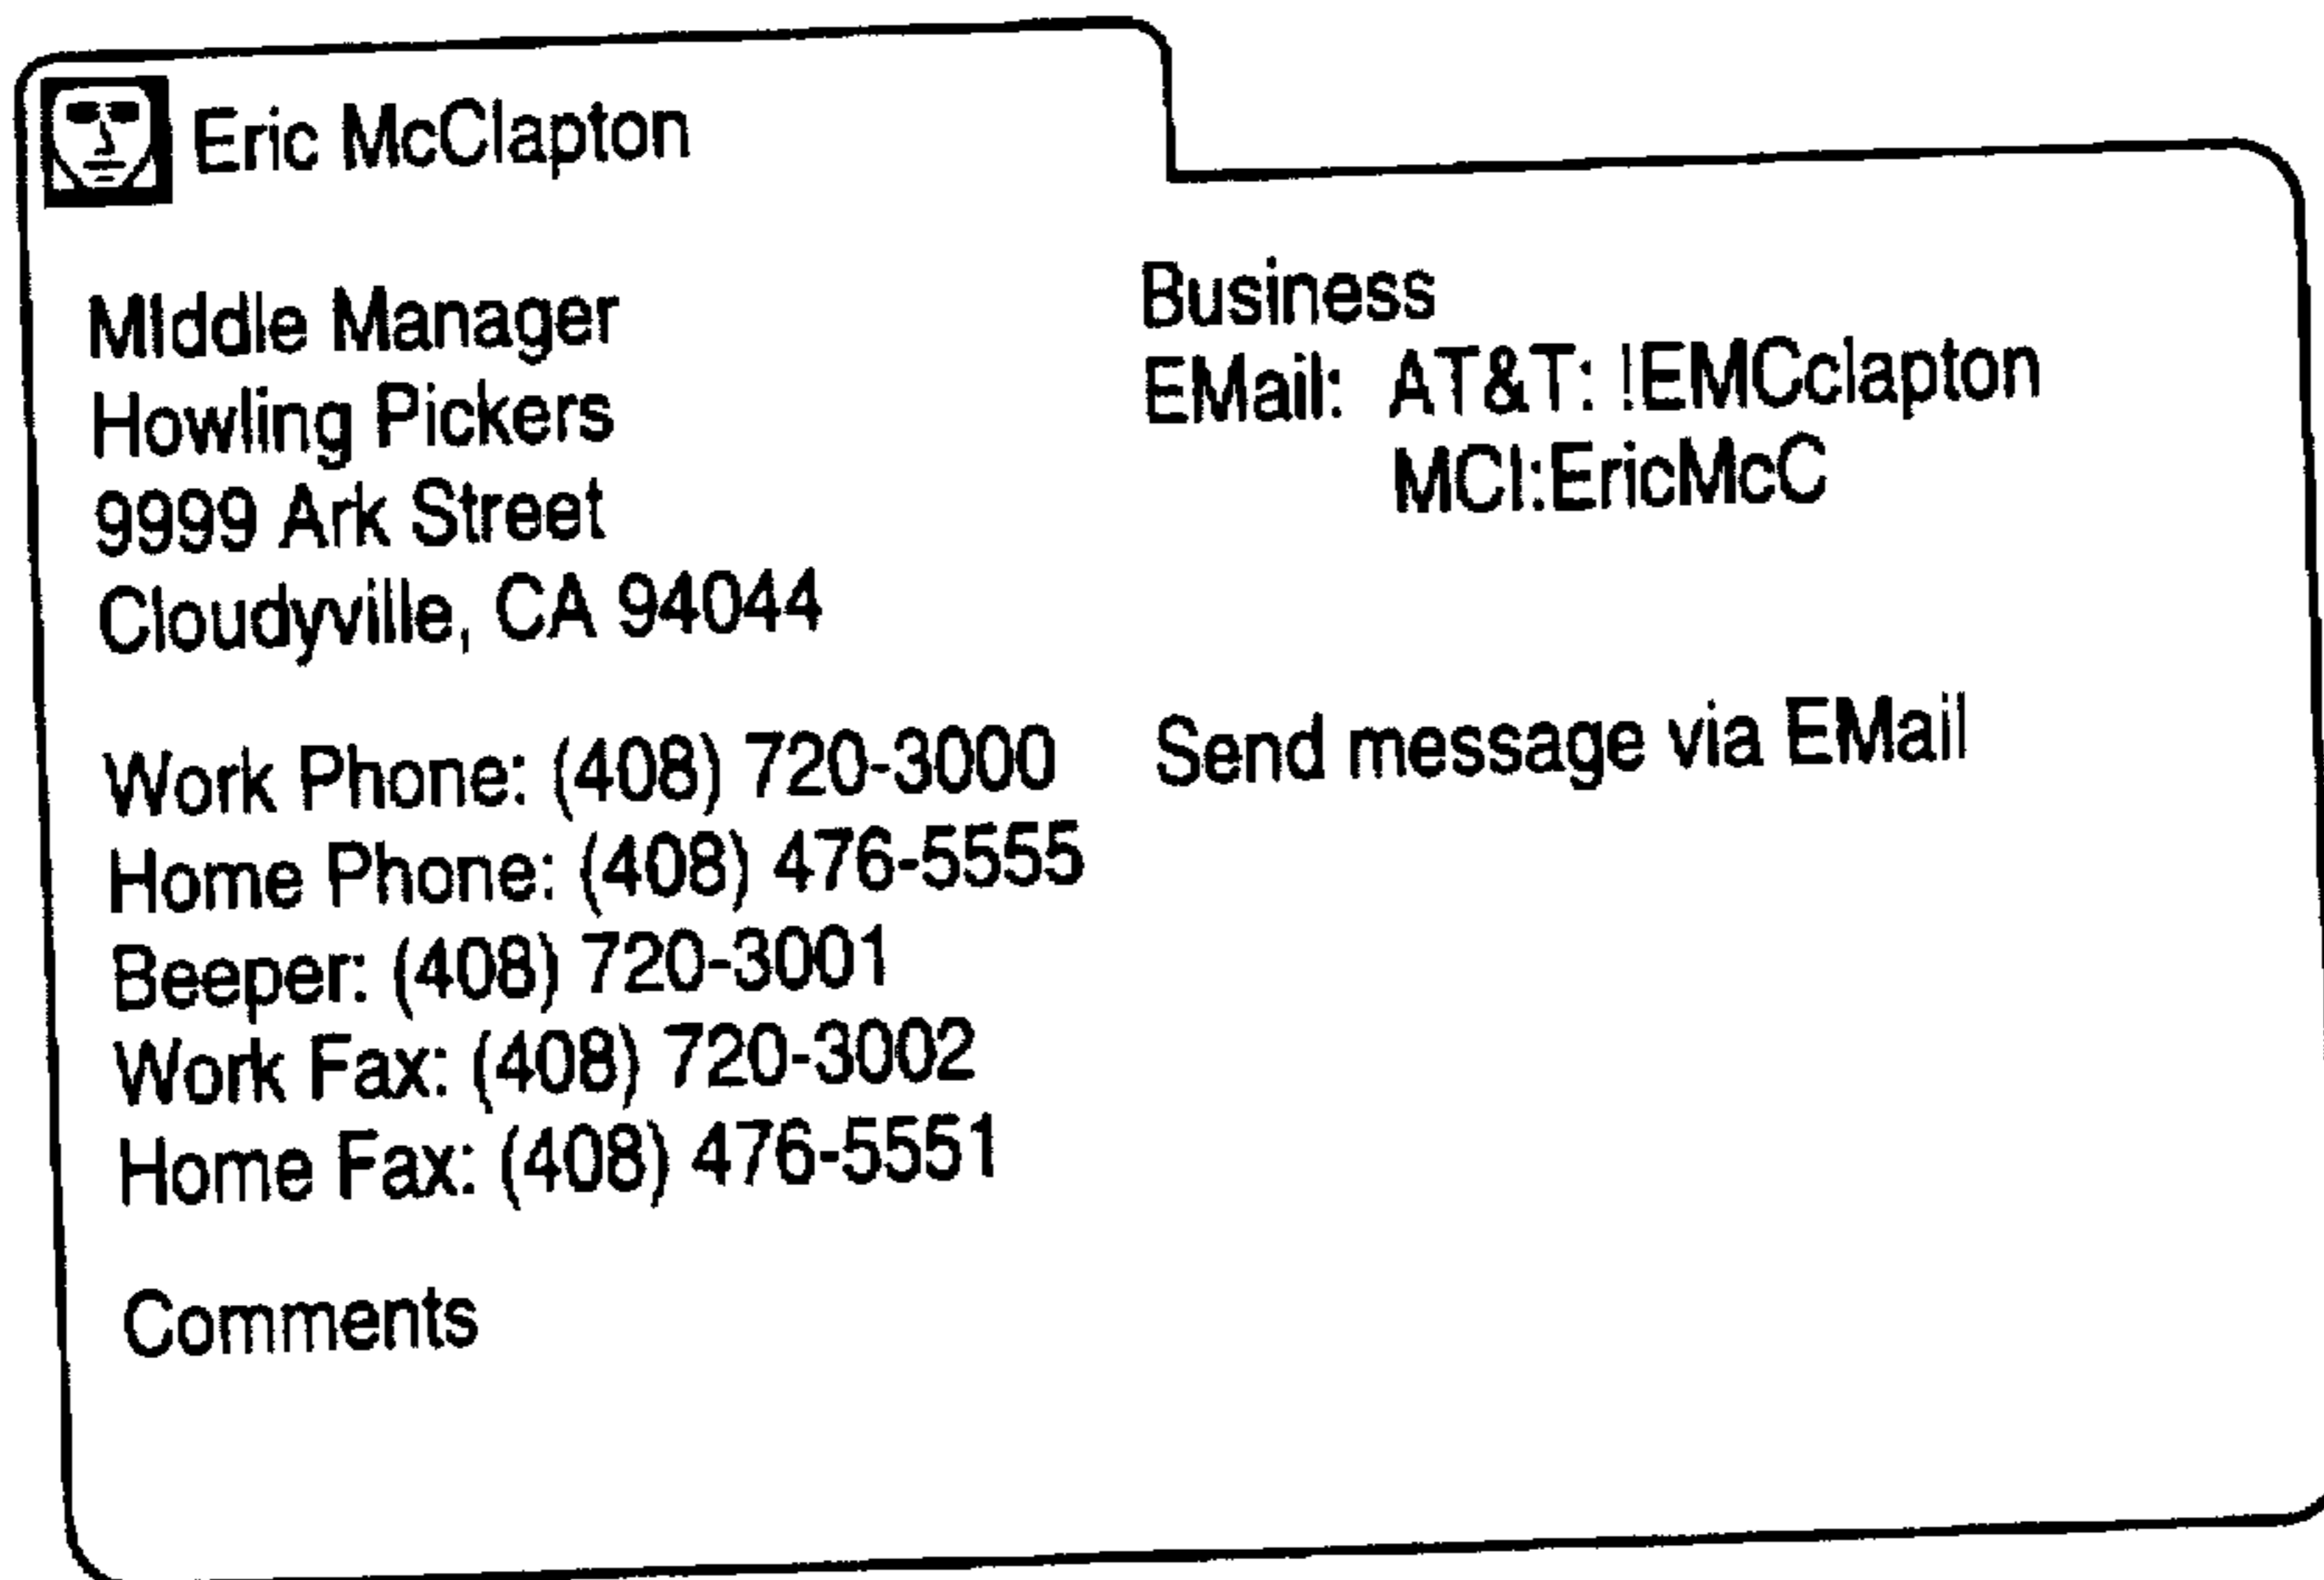 Eric McClapton
MIddle Manager
Howling Pickers
9999 Ark Street
Cloudyville, CA 94044
Business
EMail: AT&T: !EMCclapton
MCI:EricMcC
Work Phone: (408) 720-3000
Home Phone: (408) 476-5555
Beeper: (408) 720-3001
Work Fax: (408) 720-3002
Home Fax: (408) 476-5551
Send message via EMail
Comments